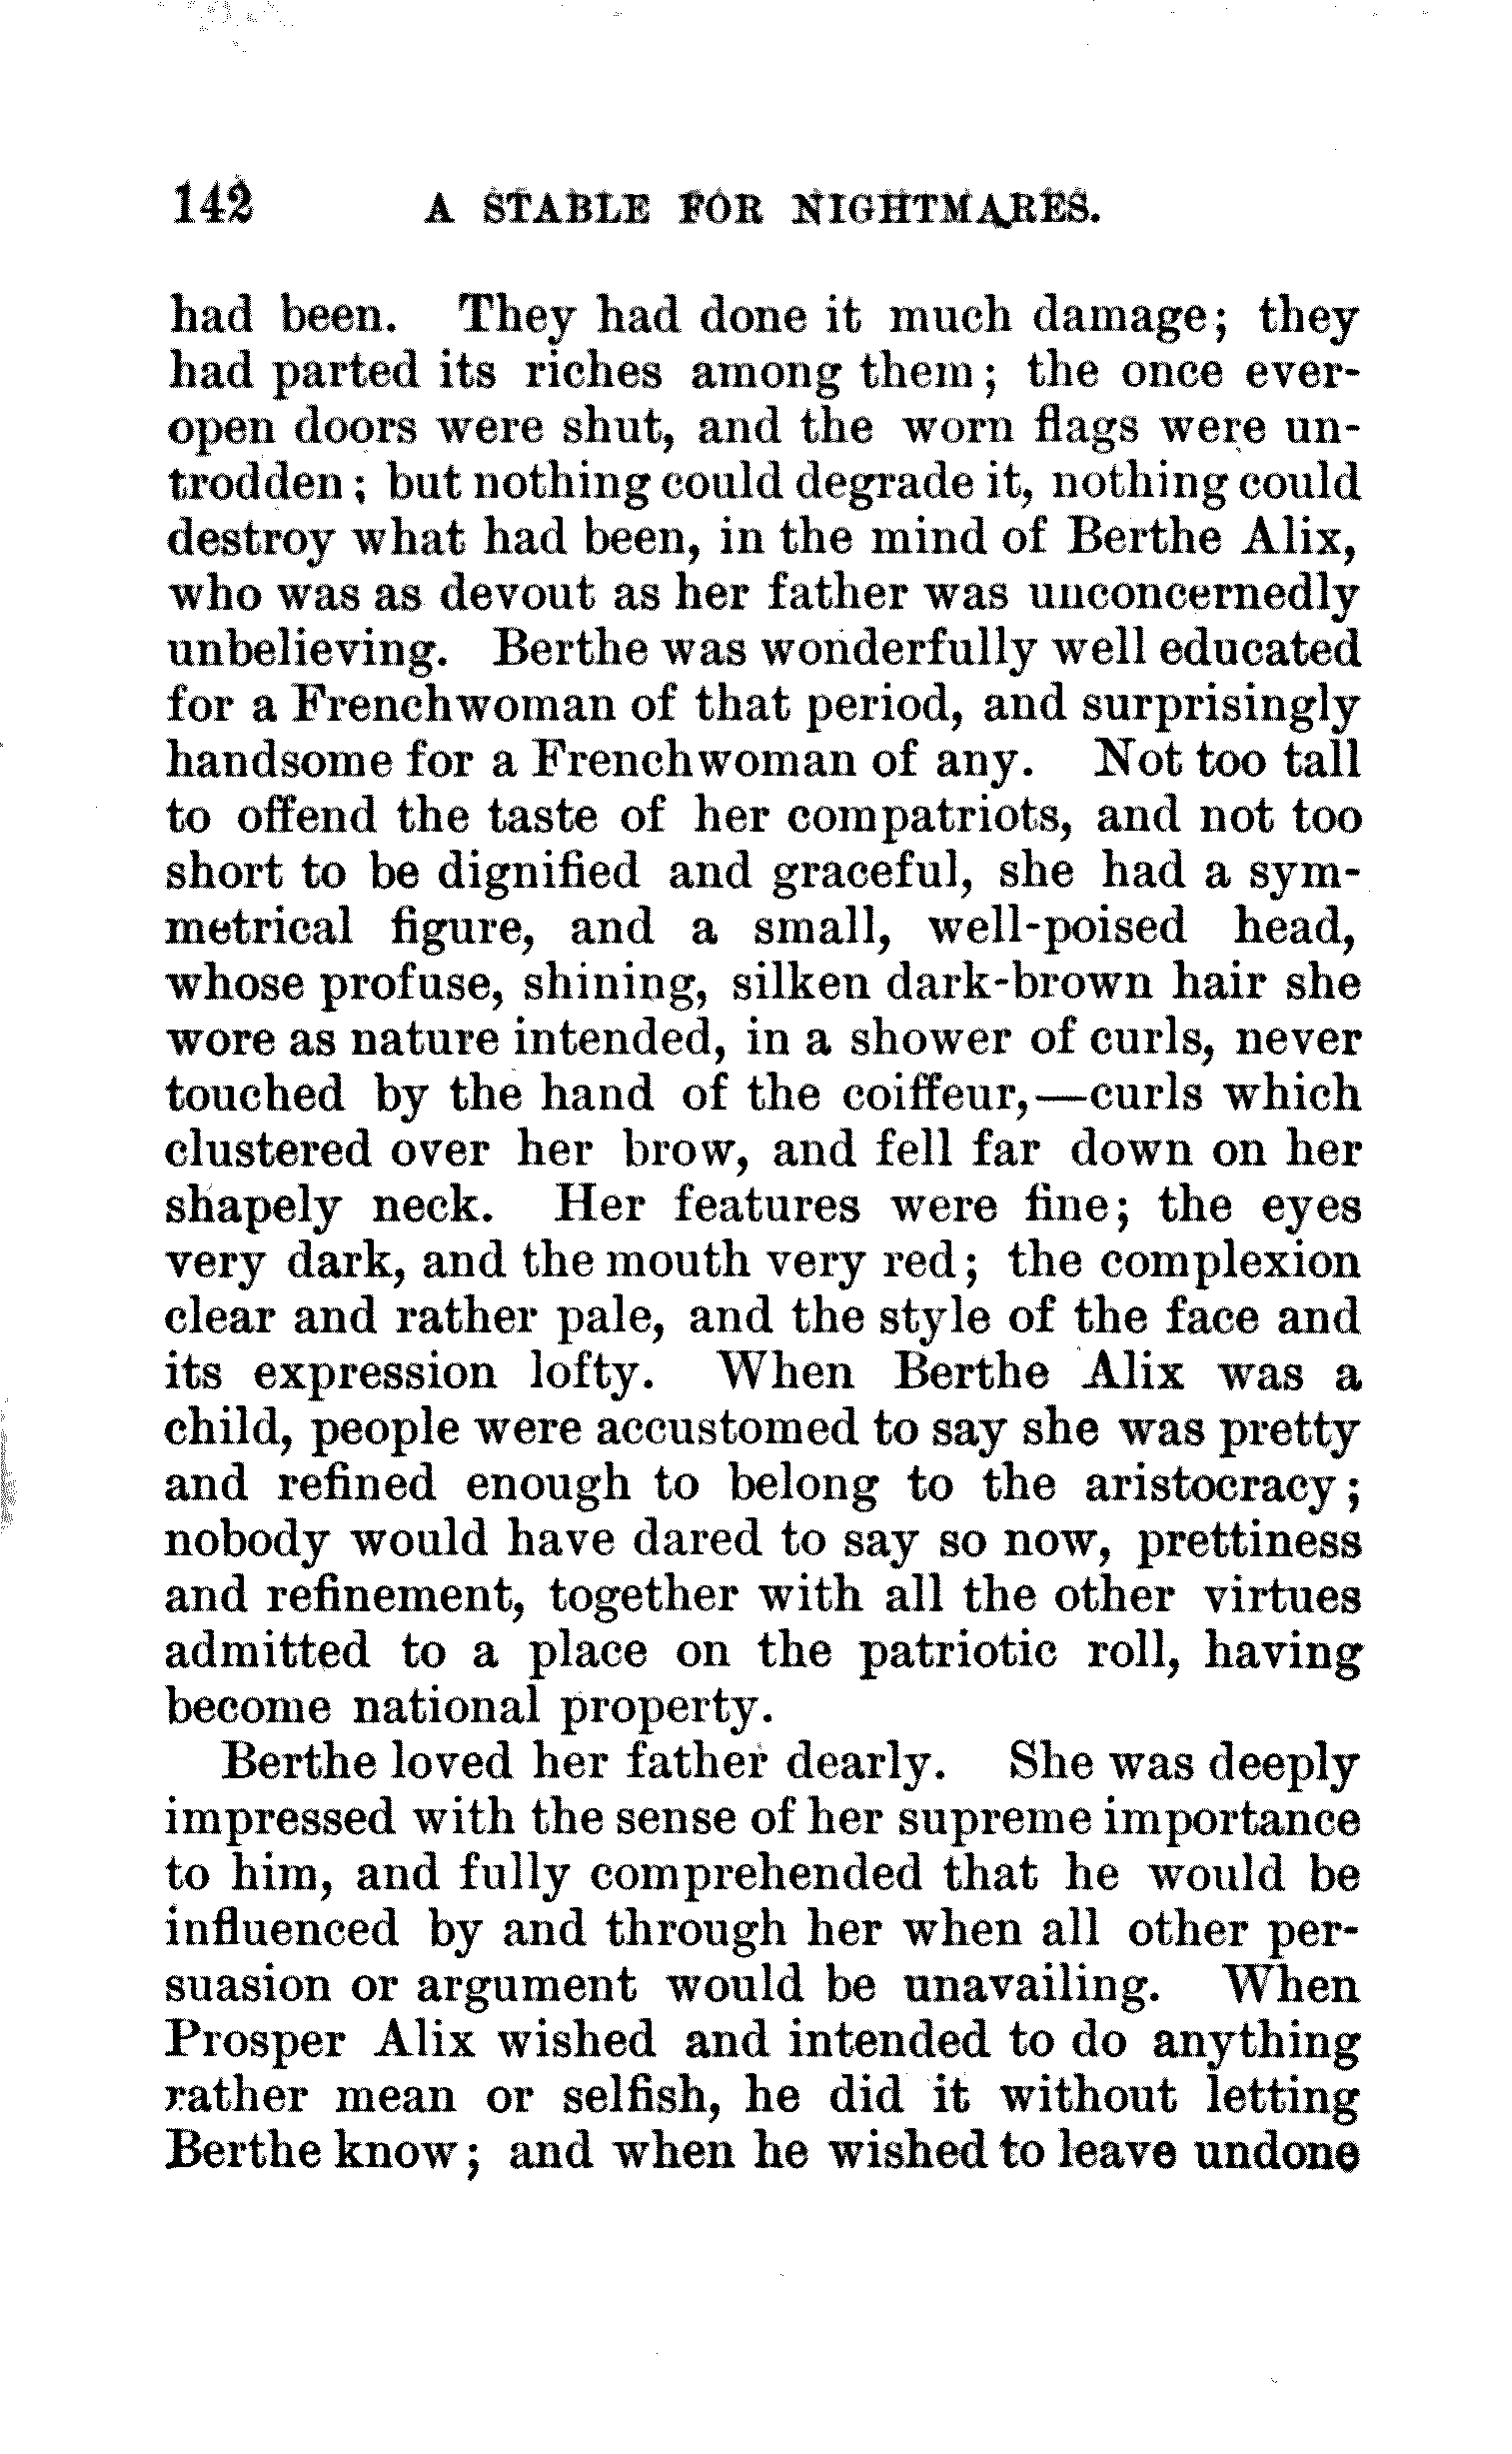 142 A STABLE FOR NIGHTMARES.
had been. They had done it much damage; they
had parted its riches among them; the once ever-
open doors were shut, and the worn flags were un-
trodden; but nothing could degrade it, nothing could
destroy what had been, in the mind of Berthe Alix,
who was as devout as her father was unconcernedly
unbelieving. Berthe was wonderfully well educated
for a Frenchwoman of that period, and surprisingly
handsome for a Frenchwoman of any. Not too tall
to offend the taste of her compatriots, and not too
short to be dignified and graceful, she had a sym-
metrical figure, and a small, well-poised head,
whose profuse, shining, silken dark-brown hair she
wore as nature intended, in a shower of curls, never
touched by the hand of the coiffeur,—curls which
clustered over her brow, and fell far down on her
shapely neck. Her features were fine; the eyes
very dark, and the mouth very red; the complexion
clear and rather pale, and the style of the face and
its expression lofty. When Berthe Alix was a
child, people were accustomed to say she was pretty
and refined enough to belong to the aristocracy;
nobody would have dared to say so now, prettiness
and refinement, together with all the other virtues
admitted to a place on the patriotic roll, having
become national property.
Berthe loved her father dearly. She was deeply
impressed with the sense of her supreme importance
to him, and fully comprehended that he would be
influenced by and through her when all other per-
suasion or argument would be unavailing. When
Prosper Alix wished and intended to do anything
rather mean or selfish, he did it without letting
Berthe know; and when he wished to leave undone